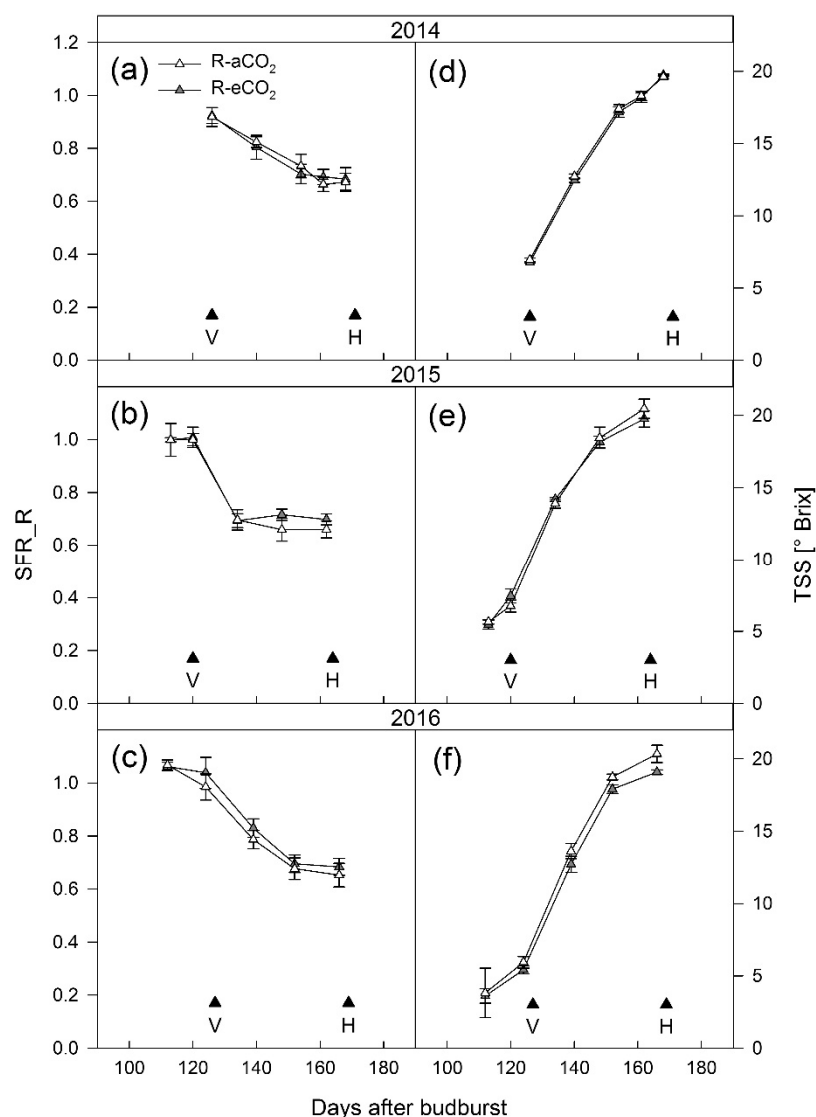 2014
(a)
R-aCO₂
R-eCO₂
1.2
1.0
0.8
0.6
0.4
0.2
0.0
V
H
(d)
20
15
10
5
0
V
H
2015
(b)
1.0
0.8
0.6
0.4
0.2
0.0
V
H
(e)
20
15
10
5
0
V
H
2016
(c)
1.0
0.8
0.6
0.4
0.2
0.0
V
H
(f)
20
15
10
5
0
V
H
SFR_R
TSS [° Brix]
100 120 140 160 180 100 120 140 160 180
Days after budburst